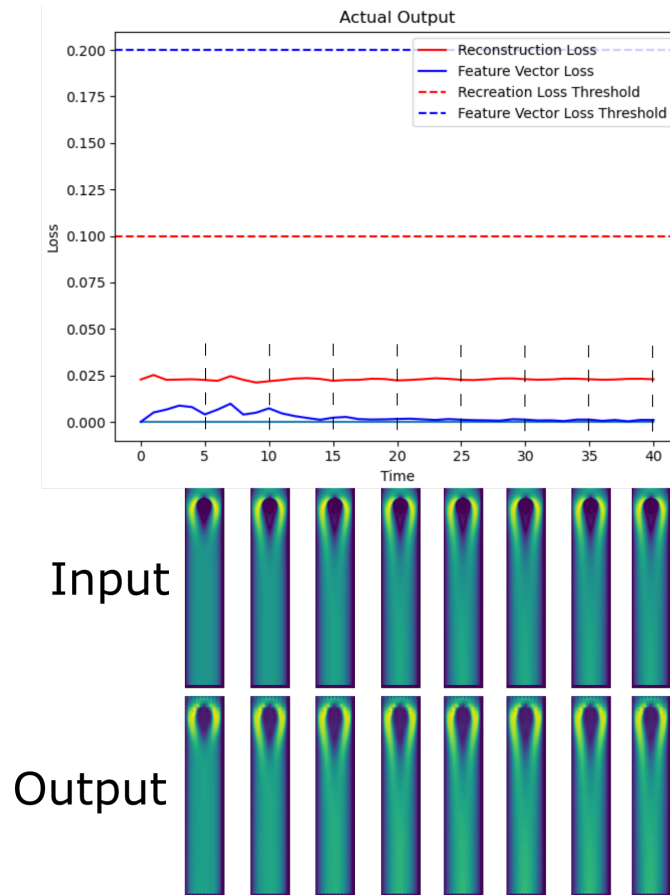 Actual Output
0.200
0.175
0.150
0.125
0.100
0.075
0.050
0.025
0.000
Loss
Reconstruction Loss
Feature Vector Loss
Recreation Loss Threshold
Feature Vector Loss Threshold
0 5 10 15 20 25 30 35 40
Time
Input
Output